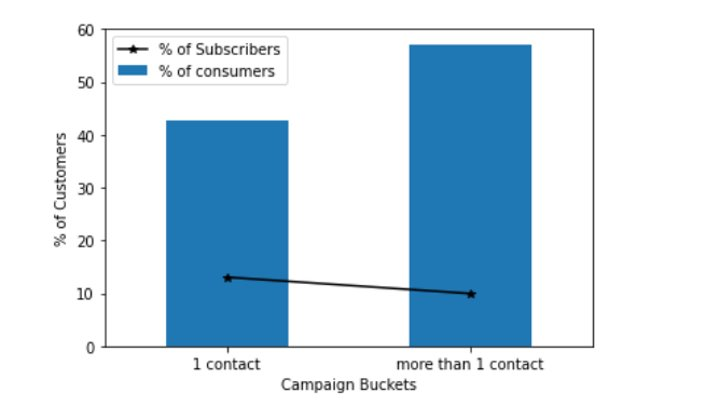 % of Subscribers
% of consumers
60
50
40
30
20
10
0
% of Customers
1 contact
more than 1 contact
Campaign Buckets